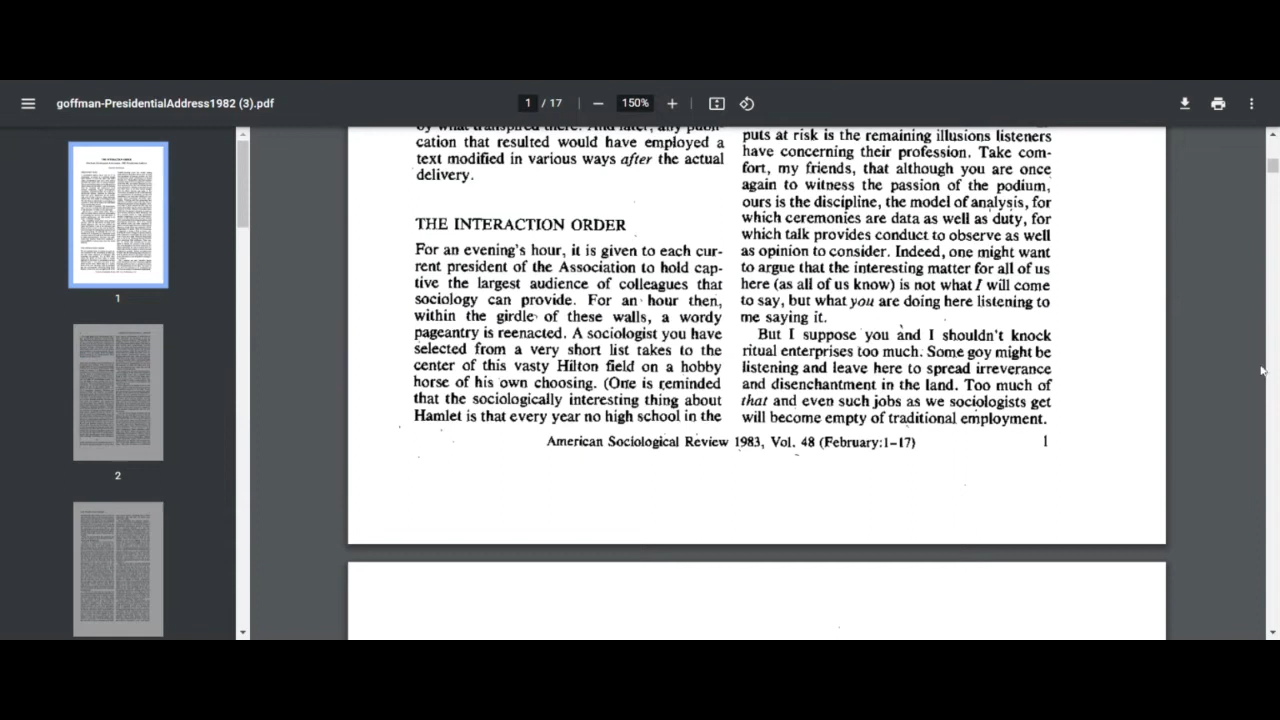 goffman-PresidentialAddress1982 (3).pdf
1 / 17
150%
1
2
by what transpired there. And later, any publi-
cation that resulted would have employed a
text modified in various ways after the actual
delivery.
THE INTERACTION ORDER
For an evening's hour, it is given to each cur-
rent president of the Association to hold cap-
tive the largest audience of colleagues that
sociology can provide. For an hour then,
within the girdle of these walls, a wordy
pageantry is reenacted. A sociologist you have
selected from a very short list takes to the
center of this vasty Hilton field on a hobby
horse of his own choosing. (One is reminded
that the sociologically interesting thing about
Hamlet is that every year no high school in the
puts at risk is the remaining illusions listeners
have concerning their profession. Take com-
fort, my friends, that although you are once
again to witness the passion of the podium,
ours is the discipline, the model of analysis, for
which ceremonies are data as well as duty, for
which talk provides conduct to observe as well
as opinion to consider. Indeed, one might want
to argue that the interesting matter for all of us
here (as all of us know) is not what I will come
to say, but what you are doing here listening to
me saying it.
But I suppose you and I shouldn't knock
ritual enterprises too much. Some goy might be
listening and leave here to spread irreverance
and disenchantment in the land. Too much of
that and even such jobs as we sociologists get
will become empty of traditional employment.
American Sociological Review 1983, Vol. 48 (February:1-17)
1